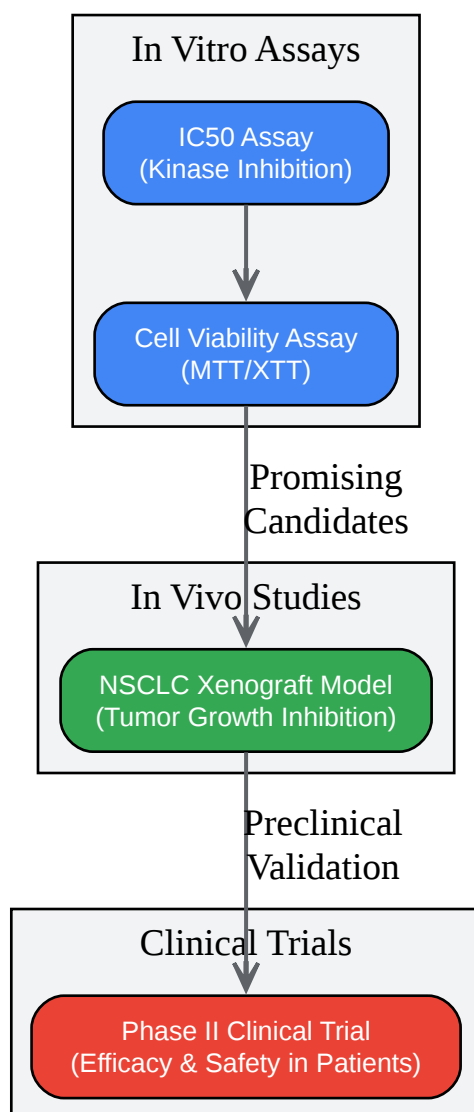 In Vitro Assays
IC50 Assay
(Kinase Inhibition)
Cell Viability Assay
(MTT/XTT)
Promising
Candidates
In Vivo Studies
NSCLC Xenograft Model
(Tumor Growth Inhibition)
Preclinical
Validation
Clinical Trials
Phase II Clinical Trial
(Efficacy & Safety in Patients)